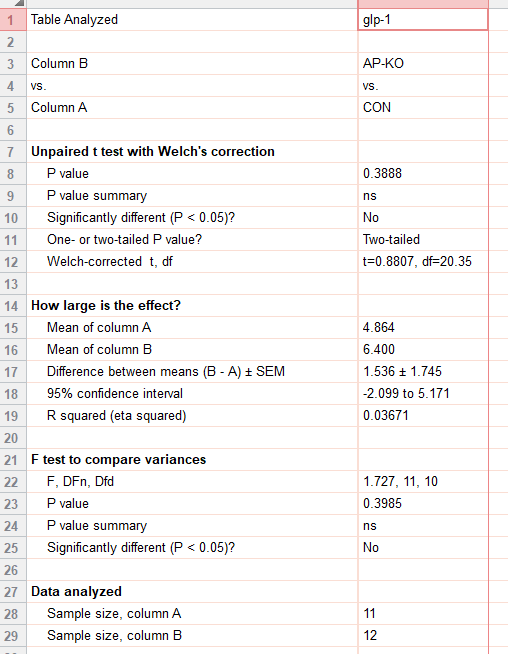 1 Table Analyzed glp-1
2
3 Column B AP-KO
4 vs. vs.
5 Column A CON
6
7 Unpaired t test with Welch's correction
8 P value 0.3888
9 P value summary ns
10 Significantly different (P < 0.05)? No
11 One- or two-tailed P value? Two-tailed
12 Welch-corrected t, df t=0.8807, df=20.35
13
14 How large is the effect?
15 Mean of column A 4.864
16 Mean of column B 6.400
17 Difference between means (B - A) ± SEM 1.536 ± 1.745
18 95% confidence interval -2.099 to 5.171
19 R squared (eta squared) 0.03671
20
21 F test to compare variances
22 F, DFn, Dfd 1.727, 11, 10
23 P value 0.3985
24 P value summary ns
25 Significantly different (P < 0.05)? No
26
27 Data analyzed
28 Sample size, column A 11
29 Sample size, column B 12